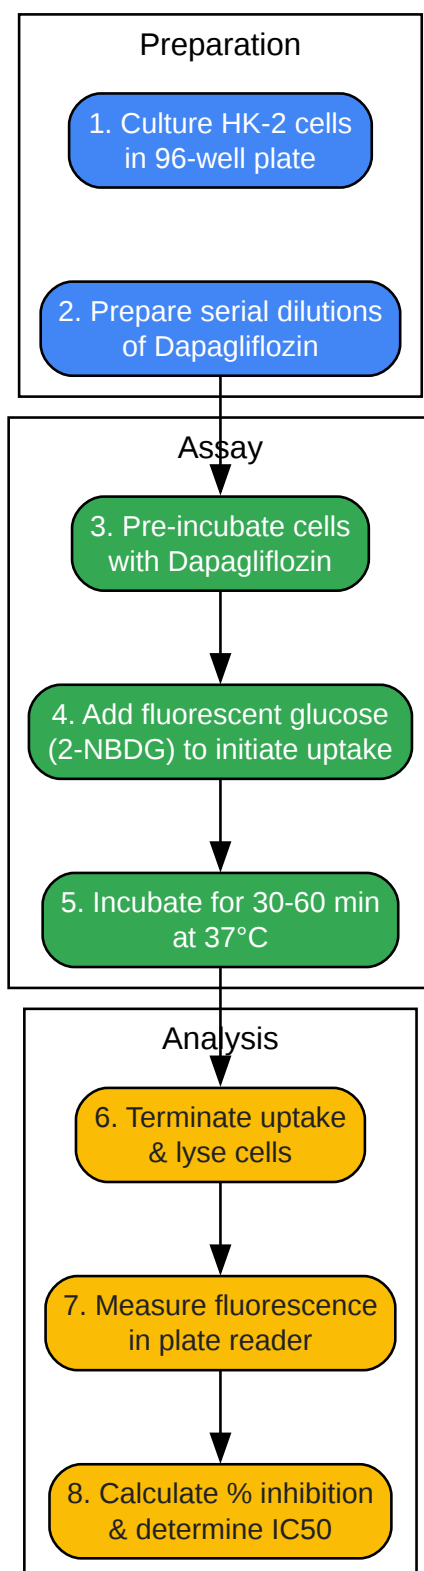 Preparation
1. Culture HK-2 cells
in 96-well plate
2. Prepare serial dilutions
of Dapagliflozin
Assay
3. Pre-incubate cells
with Dapagliflozin
4. Add fluorescent glucose
(2-NBDG) to initiate uptake
5. Incubate for 30-60 min
at 37°C
Analysis
6. Terminate uptake
& lyse cells
7. Measure fluorescence
in plate reader
8. Calculate % inhibition
& determine IC50